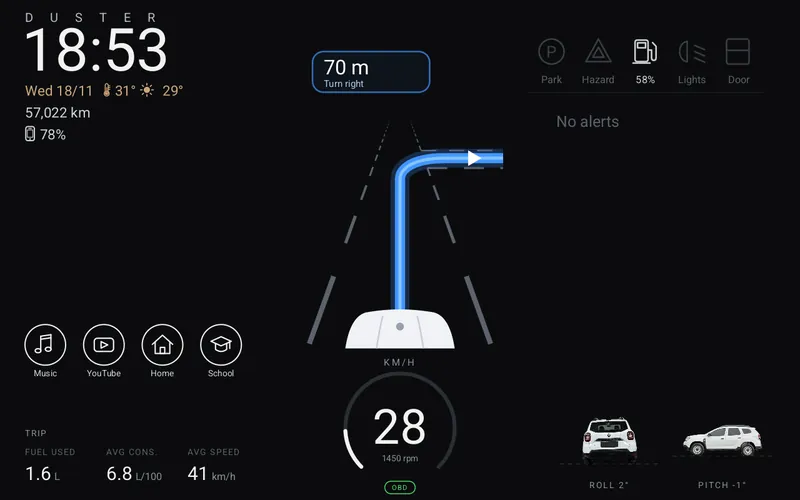 DUSTER
18:53
Wed 18/11 31° 29°
57,022 km
78%
70 m
Turn right
P
Park Hazard 58% Lights Door
No alerts
Music YouTube Home School
KM/H
28
1450 rpm
OBD
TRIP
FUEL USED AVG CONS. AVG SPEED
1.6 L 6.8 L/100 41 km/h
ROLL 2° PITCH -1°